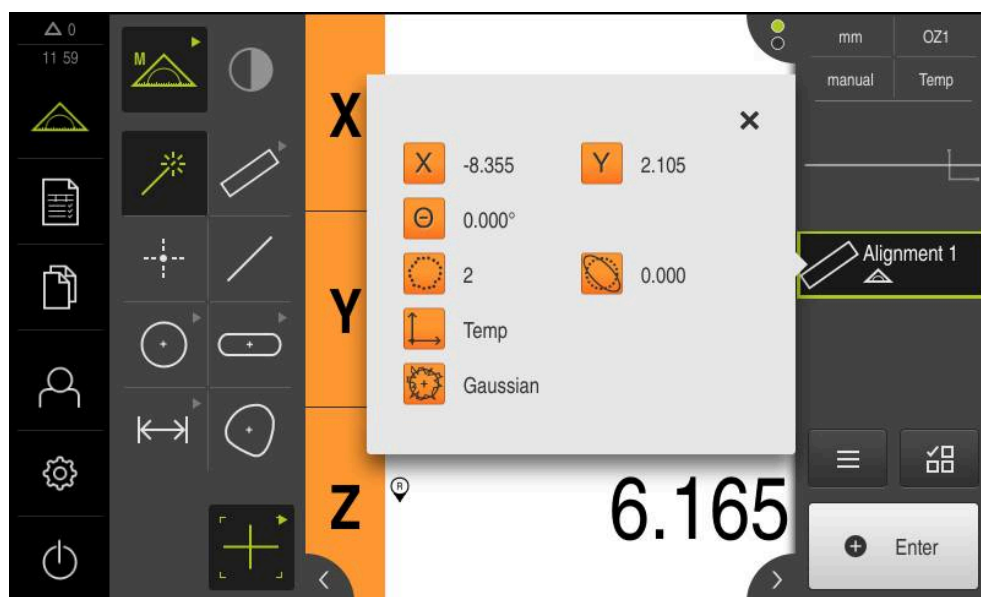 0
11 59
M
X
Y
Z
X -8.355 Y 2.105
Θ 0.000°
2 0.000
Temp
Gaussian
R
6.165
mm OZ1
manual Temp
Alignment 1
Enter